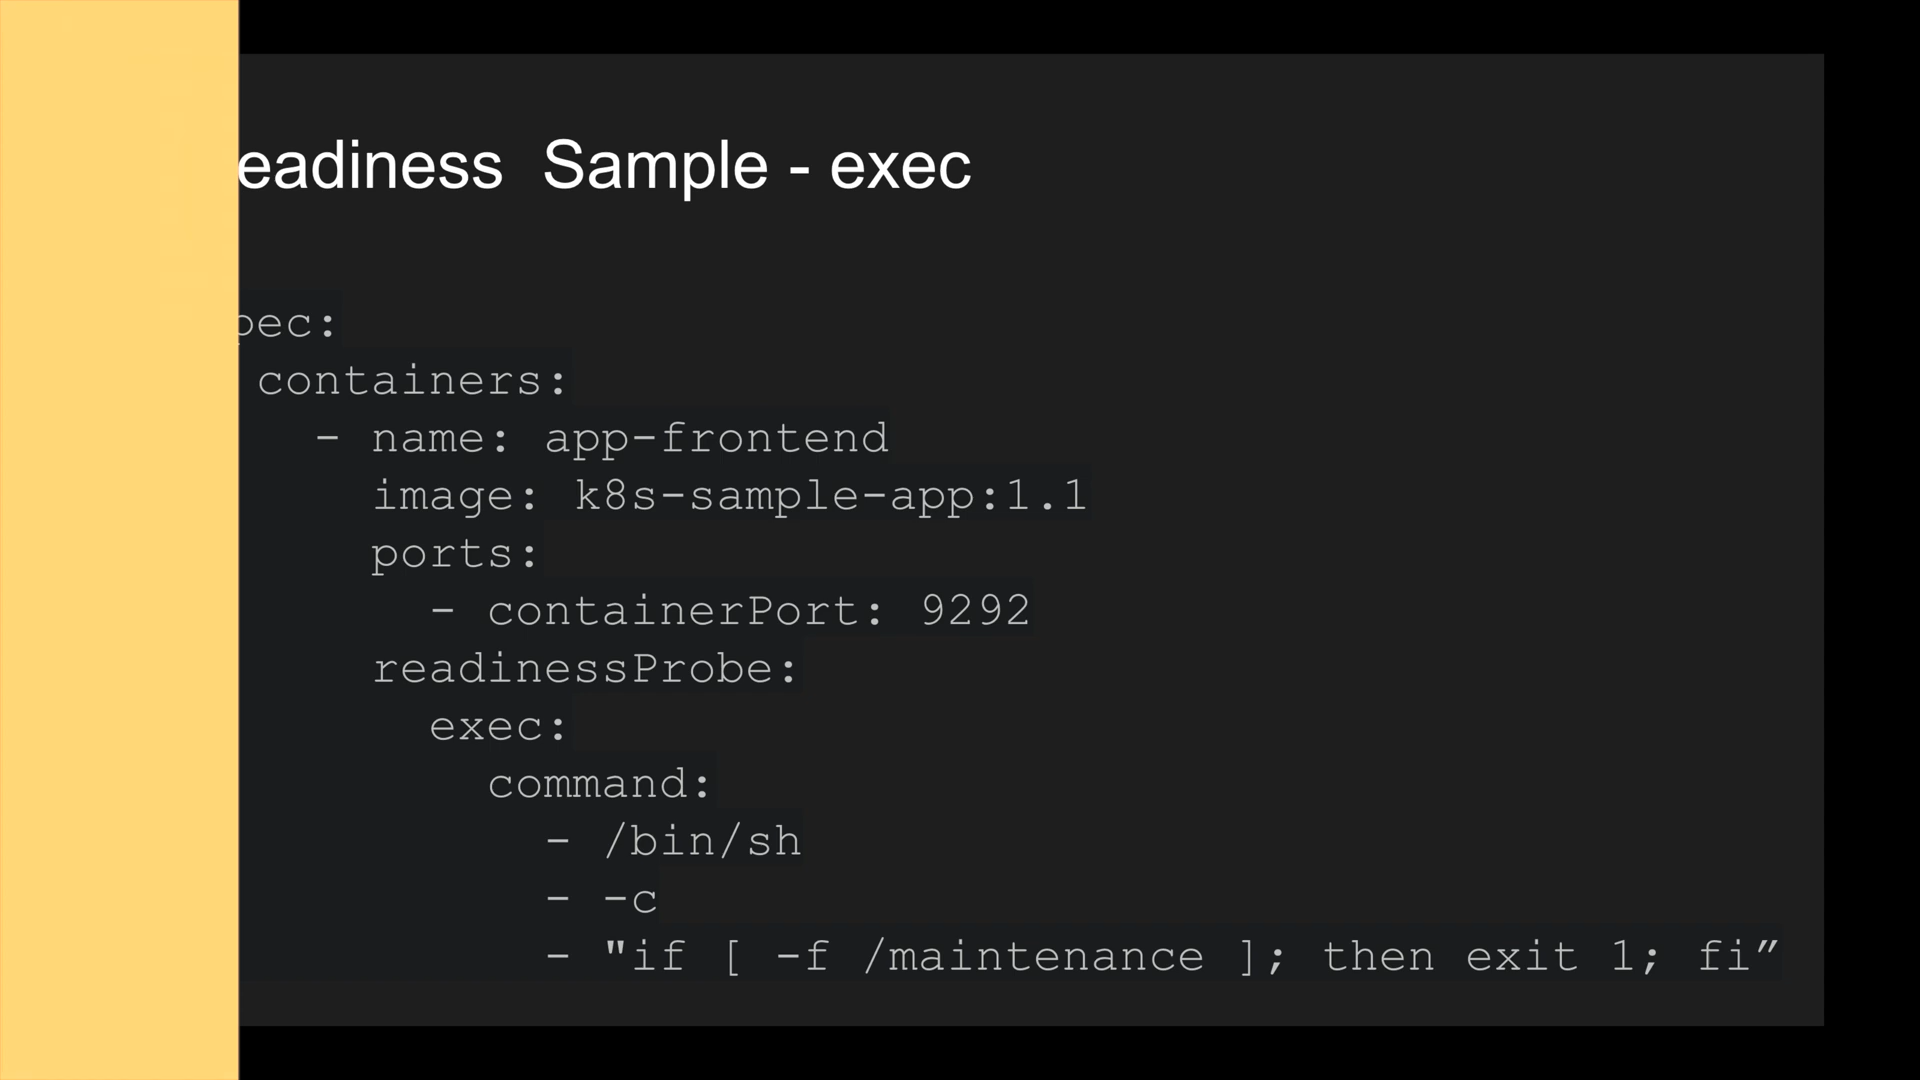 eadiness  Sample - exec
pec:
containers:
- name: app-frontend
image: k8s-sample-app:1.1
ports:
- containerPort: 9292
readinessProbe:
exec:
command:
- /bin/sh
- -c
- "if [ -f /maintenance ]; then exit 1; fi”